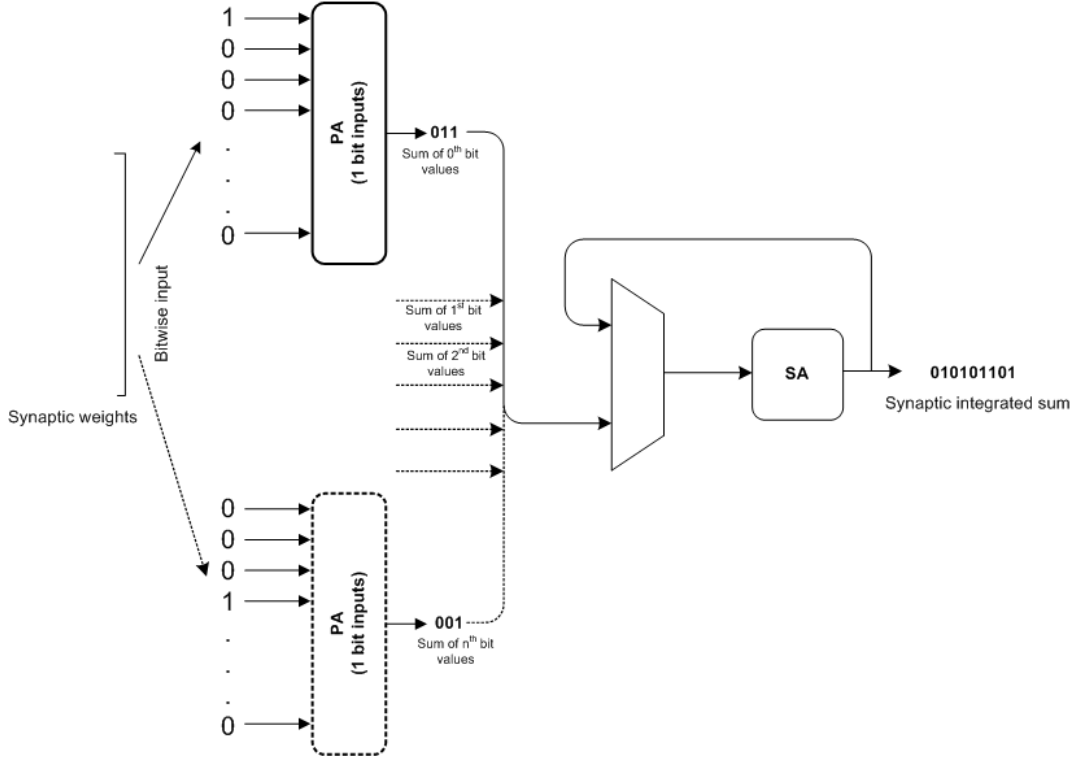 1
0
0
0
.
.
.
0
PA
(1 bit inputs)
011
Sum of 0th bit
values
Bitwise input
Synaptic weights
Sum of 1st bit
values
Sum of 2nd bit
values
SA
010101101
Synaptic integrated sum
0
0
0
1
.
.
.
0
PA
(1 bit inputs)
001
Sum of nth bit
values